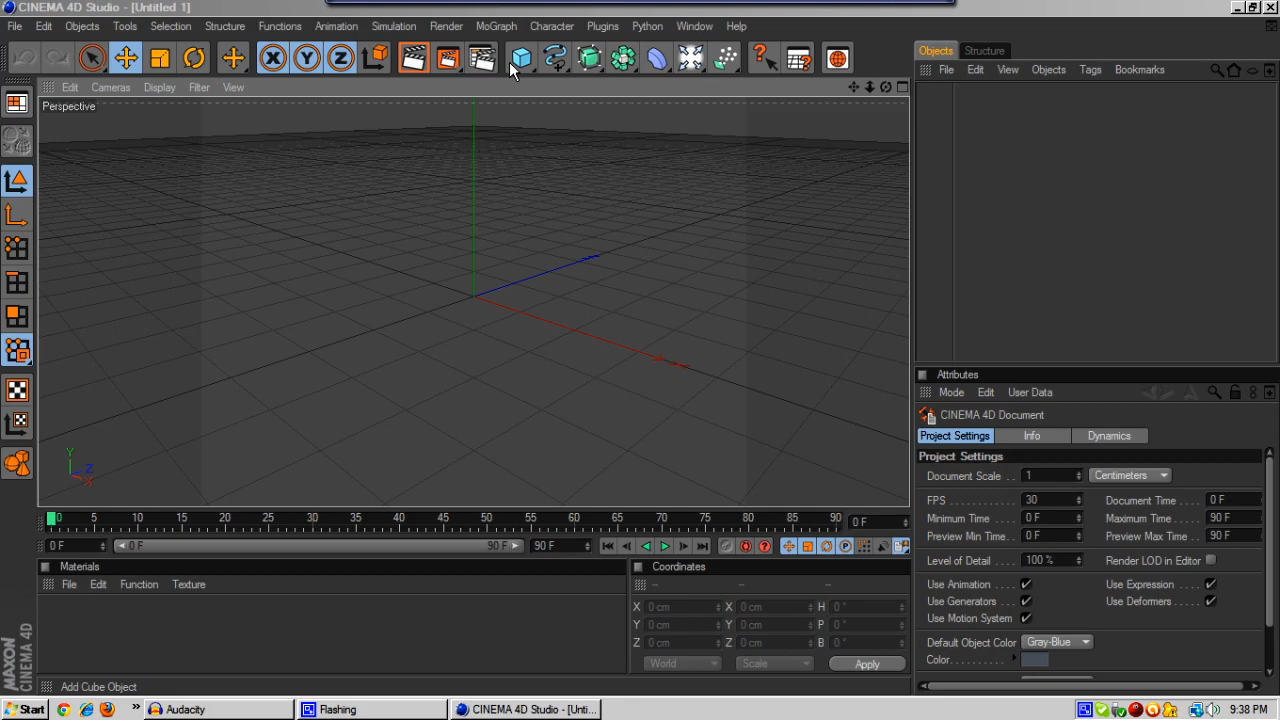 CINEMA 4D Studio - [Untitled 1]
File Edit Objects Tools Selection Structure Functions Animation Simulation Render MoGraph Character Plugins Python Window Help
X Y Z
Objects Structure
File Edit View Objects Tags Bookmarks
Edit Cameras Display Filter View
Perspective
Y
Z
X
Attributes
Mode Edit User Data
CINEMA 4D Document
Project Settings Info Dynamics
Project Settings
Document Scale . . 1 Centimeters
FPS . . . . . . . . . . 30 Document Time . . . 0 F
Minimum Time . . . 0 F Maximum Time . . . 90 F
Preview Min Time . . 0 F Preview Max Time . . 90 F
Level of Detail . . . . 100 % Render LOD in Editor
Use Animation . . . . Use Expression . . . .
Use Generators . . . Use Deformers . . . .
Use Motion System
Default Object Color Gray-Blue
Color. . . . . . . . .
0 5 10 15 20 25 30 35 40 45 50 55 60 65 70 75 80 85 90 0 F
0 F 0 F 90 F 90 F
Materials
File Edit Function Texture
Coordinates
-- -- --
X 0 cm X 0 cm H 0 °
Y 0 cm Y 0 cm P 0 °
Z 0 cm Z 0 cm B 0 °
World Scale Apply
MAXON
CINEMA 4D
Add Cube Object
Start Audacity Flashing CINEMA 4D Studio - [Unti... 9:38 PM